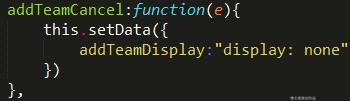 addTeamCancel:function(e){
    this.setData({
        addTeamDisplay:"display: none"
    })
},